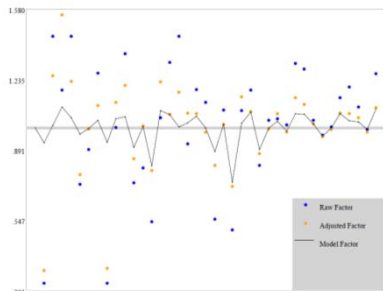 1.580
1.235
.891
.547
Raw Factor
Adjusted Factor
Model Factor